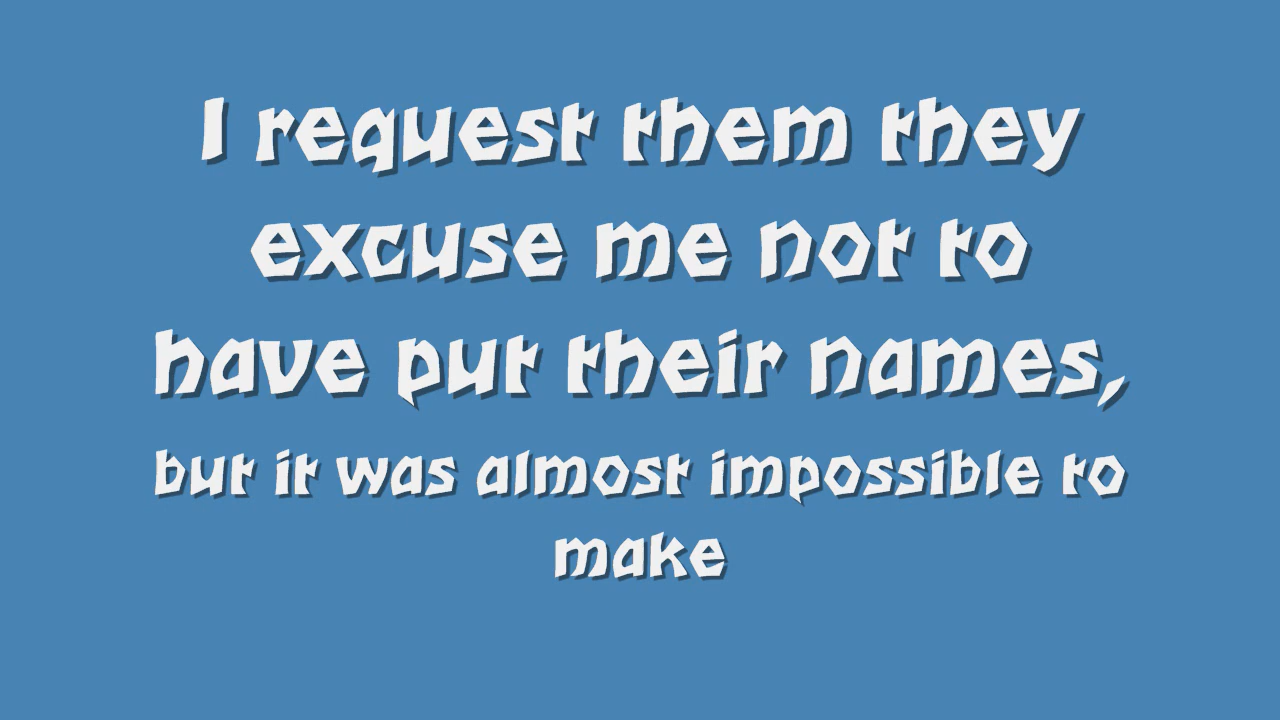 I request them they
excuse me not to
have put their names,
but it was almost impossible to
make